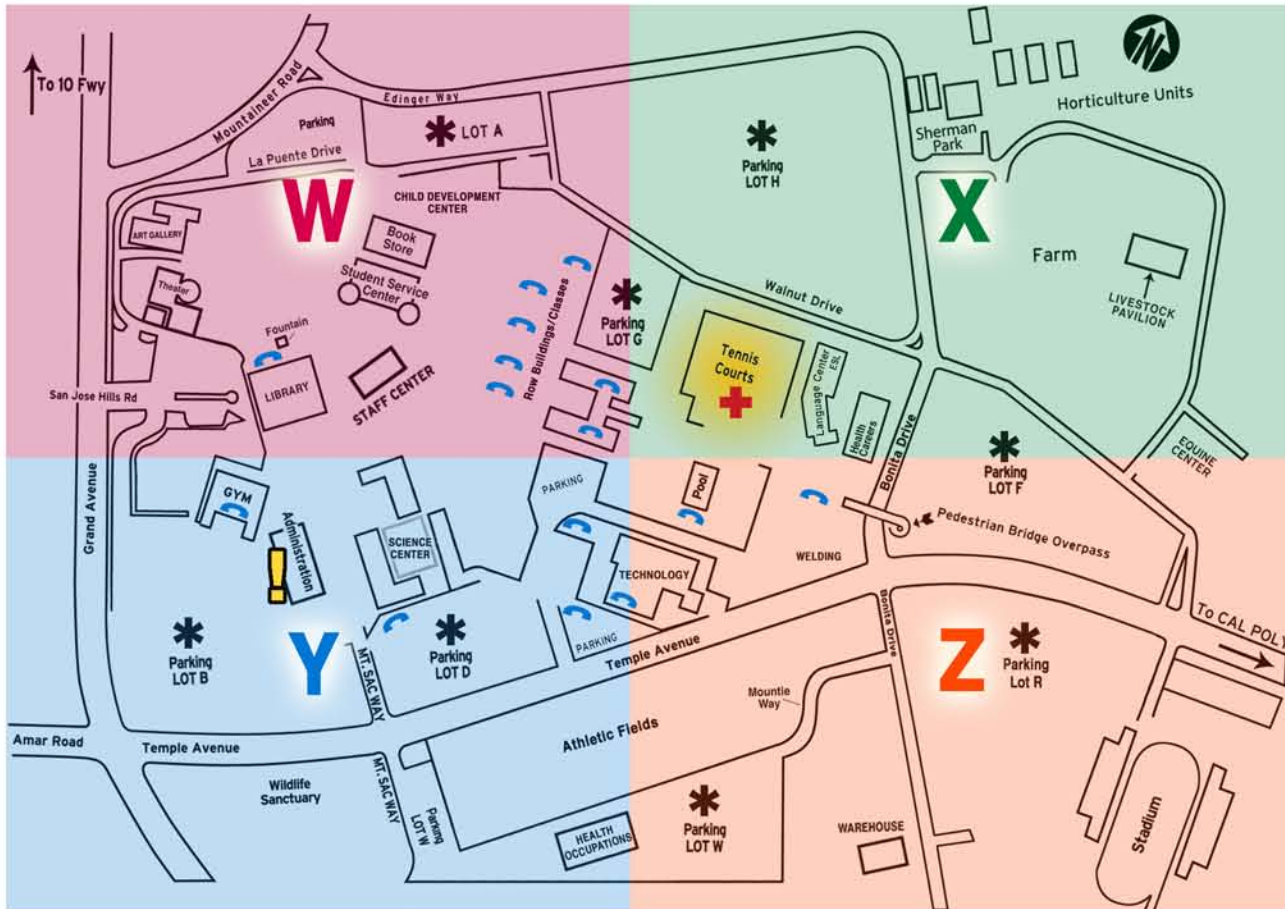 To 10 Fwy
Mountaineer Road
Edinger Way
Parking
LOT A
La Puente Drive
W
CHILD DEVELOPMENT
CENTER
ART GALLERY
Book
Store
Student Service
Center
Theater
Fountain
LIBRARY
STAFF CENTER
San Jose Hills Rd
Row Buildings/Classes
Parking
LOT G
Grand Avenue
N
Horticulture Units
Sherman
Park
Parking
LOT H
X
Farm
LIVESTOCK
PAVILION
Walnut Drive
Tennis
Courts
Language Center
ESL
Health
Careers
Bonita Drive
Parking
LOT F
EQUINE
CENTER
GYM
Administration
SCIENCE
CENTER
PARKING
TECHNOLOGY
PARKING
Parking
LOT B
Y
MT. SAC WAY
Parking
LOT D
Temple Avenue
Amar Road
Temple Avenue
Wildlife
Sanctuary
MT. SAC WAY
Parking
LOT W
Athletic Fields
HEALTH
OCCUPATIONS
Pool
Pedestrian Bridge Overpass
WELDING
Bonita Drive
Z
Parking
Lot R
To CAL POLY
Mountie
Way
Parking
LOT W
WAREHOUSE
Stadium